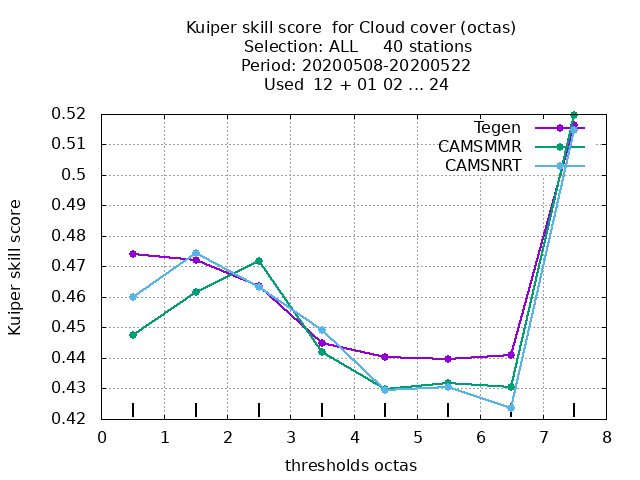 Kuiper skill score  for Cloud cover (octas)
Selection: ALL     40 stations
Period: 20200508-20200522
Used  12 + 01 02 ... 24
Tegen
CAMSMMR
CAMSNRT
0.52
0.51
0.5
0.49
0.48
0.47
0.46
0.45
0.44
0.43
0.42
Kuiper skill score
0 1 2 3 4 5 6 7 8
thresholds octas